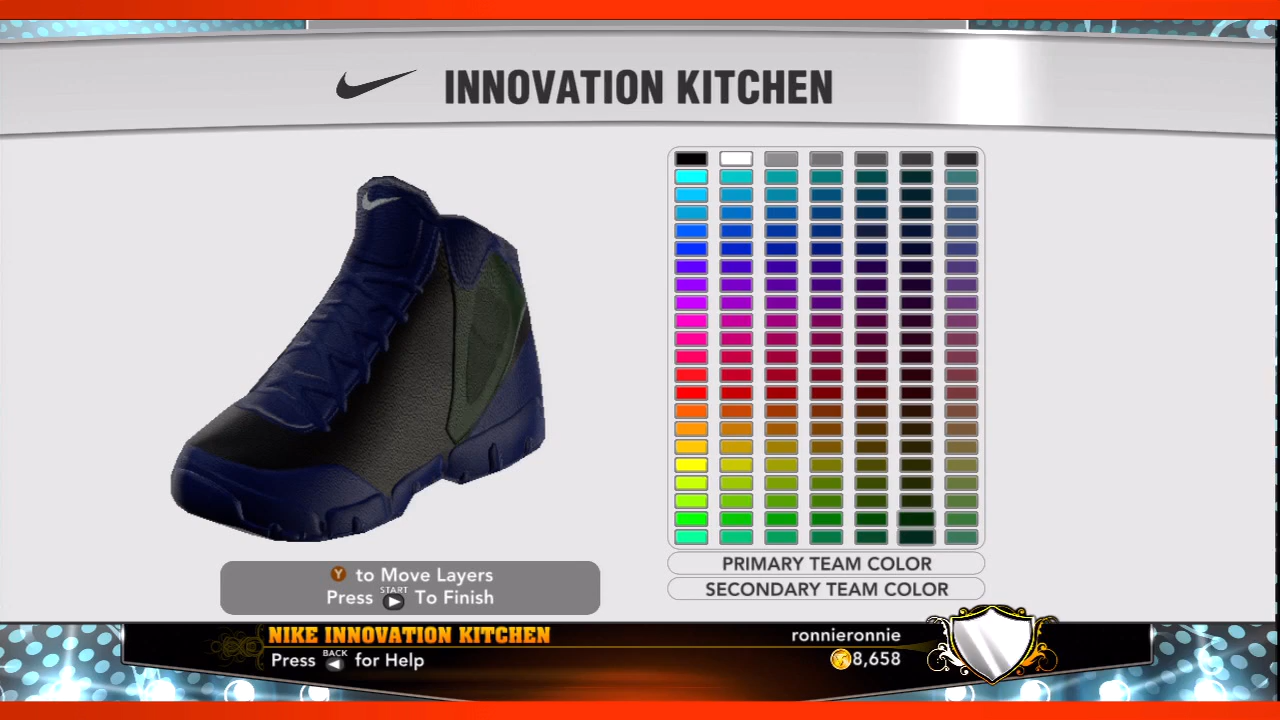 INNOVATION KITCHEN
PRIMARY TEAM COLOR
SECONDARY TEAM COLOR
Y to Move Layers
Press START To Finish
NIKE INNOVATION KITCHEN
Press BACK for Help
ronnieronnie
8,658